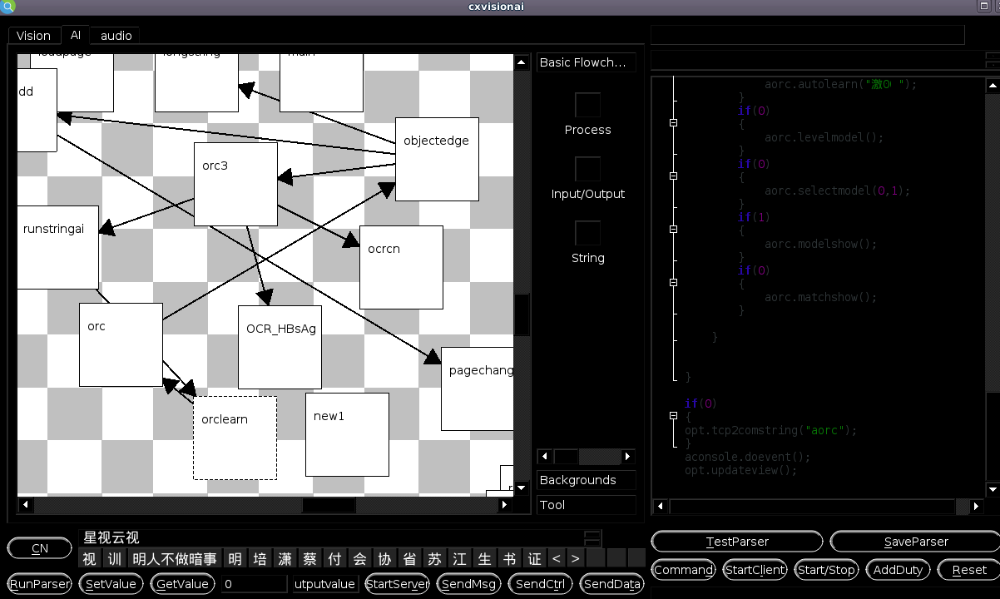 cxvisionai
Vision AI audio
loadpage longstring main
dd
objectedge
orc3
runstringai
ocrcn
orc
OCR_HBsAg
pagechang
orclearn
new1
Basic Flowch...
Process
Input/Output
String
Backgrounds
Tool
}
if(0)
{
aorc.levelmodel();
}
if(0)
{
aorc.selectmodel(0,1);
}
if(1)
{
aorc.modelshow();
}
if(0)
{
aorc.matchshow();
}
}
}
if(0)
{
opt.tcp2comstring("aorc");
}
aconsole.doevent();
opt.updateview();
CN
星视云视
视 训 明人不做暗事 明 培 潇 蔡 付 会 协 省 苏 江 生 书 证 < >
RunParser SetValue GetValue 0 utputvalue StartServer SendMsg SendCtrl SendData
TestParser SaveParser
Command StartClient Start/Stop AddDuty Reset